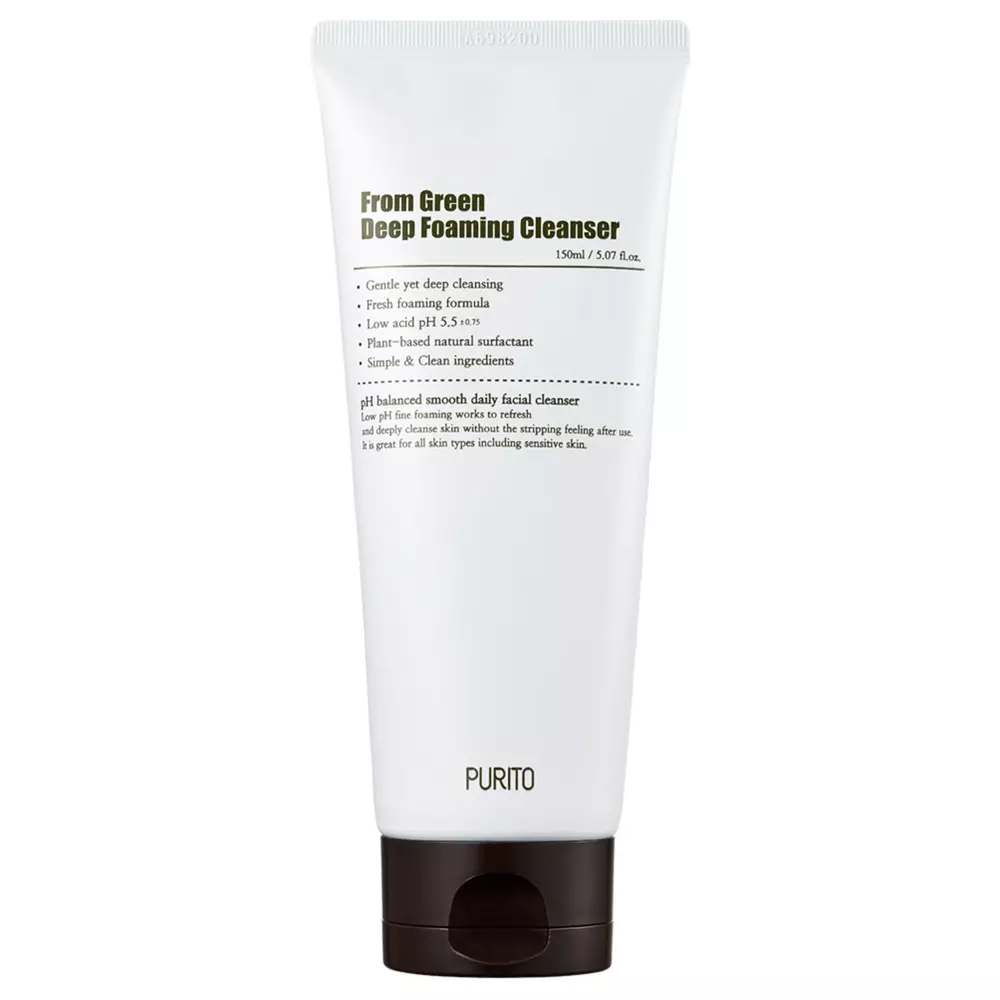 A698200
From Green
Deep Foaming Cleanser
150ml / 5.07 fl.oz.
• Gentle yet deep cleansing
• Fresh foaming formula
• Low acid pH 5.5 ±0.75
• Plant-based natural surfactant
• Simple & Clean ingredients
pH balanced smooth daily facial cleanser
Low pH fine foaming works to refresh
and deeply cleanse skin without the stripping feeling after use.
It is great for all skin types including sensitive skin.
PURITO